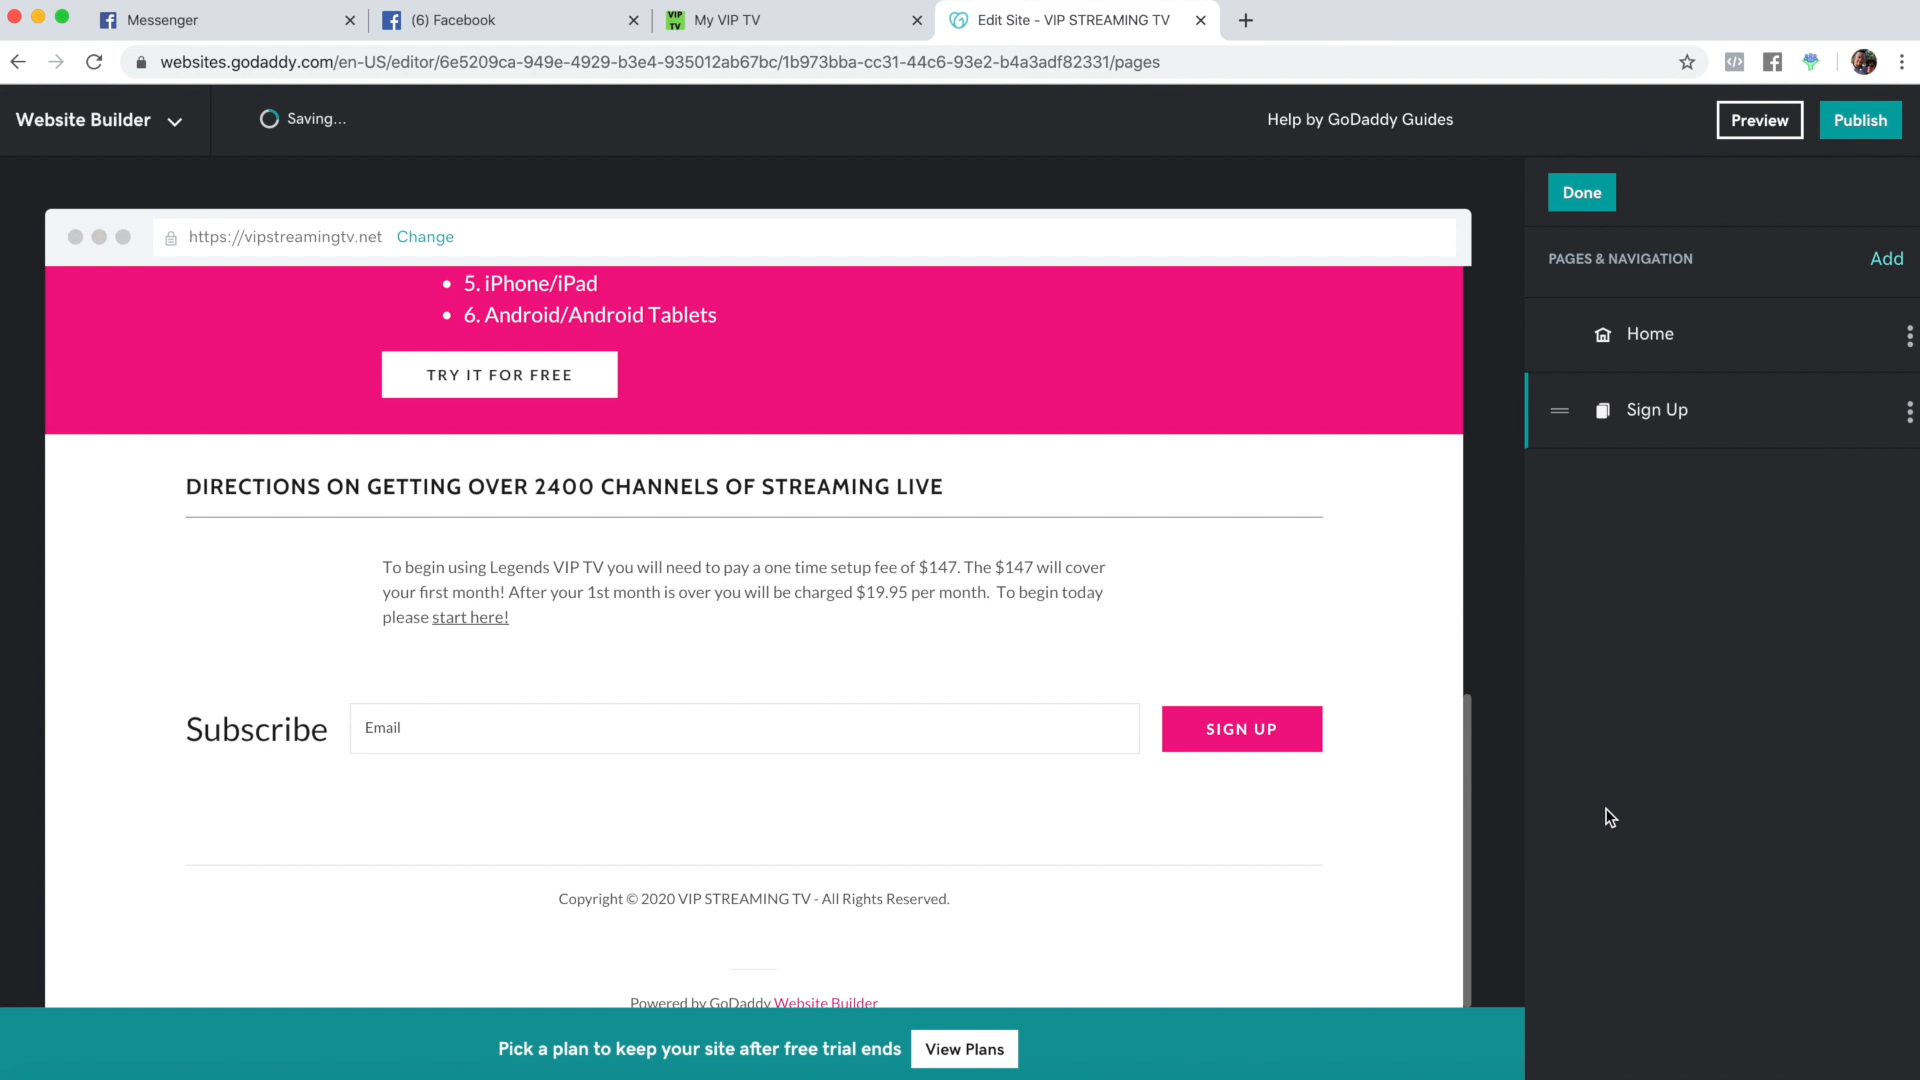 Messenger
(6) Facebook
VIP TV
My VIP TV
Edit Site - VIP STREAMING TV
websites.godaddy.com/en-US/editor/6e5209ca-949e-4929-b3e4-935012ab67bc/1b973bba-cc31-44c6-93e2-b4a3adf82331/pages
Website Builder
Saving...
Help by GoDaddy Guides
Preview
Publish
Done
https://vipstreamingtv.net Change
PAGES & NAVIGATION
Add
Home
Sign Up
• 5. iPhone/iPad
• 6. Android/Android Tablets
TRY IT FOR FREE
DIRECTIONS ON GETTING OVER 2400 CHANNELS OF STREAMING LIVE
To begin using Legends VIP TV you will need to pay a one time setup fee of $147. The $147 will cover
your first month! After your 1st month is over you will be charged $19.95 per month.  To begin today
please start here!
Subscribe
Email
SIGN UP
Copyright © 2020 VIP STREAMING TV - All Rights Reserved.
Powered by GoDaddy Website Builder
Pick a plan to keep your site after free trial ends
View Plans